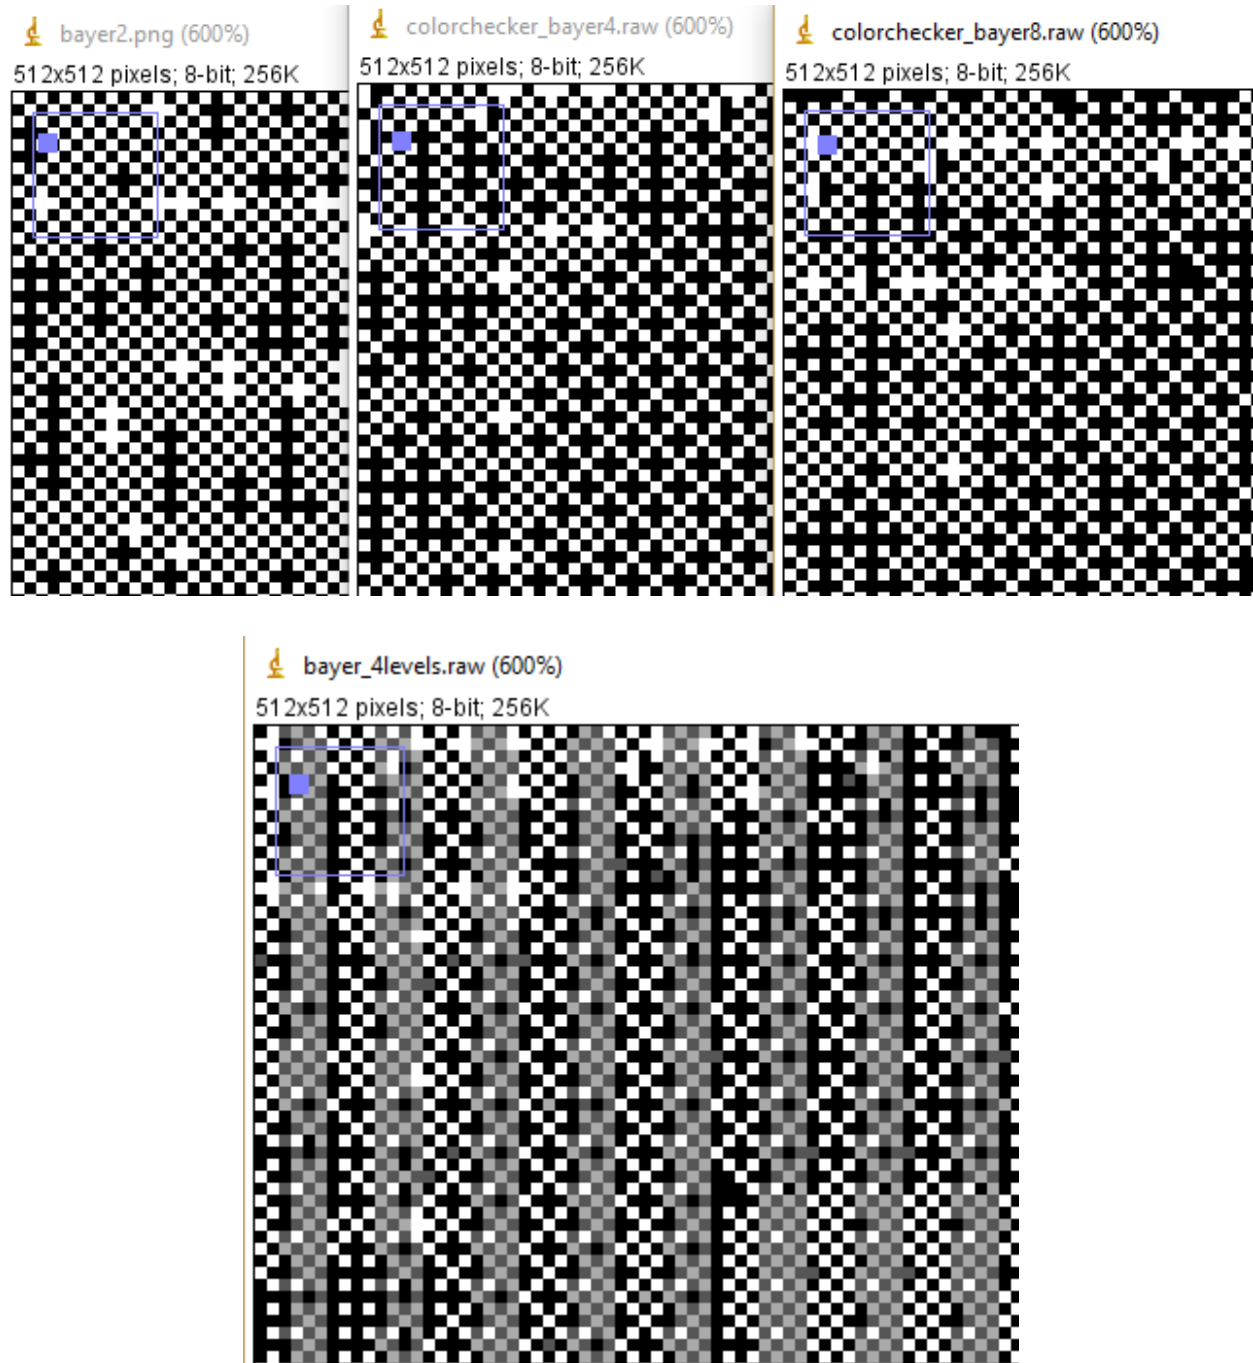 bayer2.png (600%)
512x512 pixels; 8-bit; 256K
colorchecker_bayer4.raw (600%)
512x512 pixels; 8-bit; 256K
colorchecker_bayer8.raw (600%)
512x512 pixels; 8-bit; 256K
bayer_4levels.raw (600%)
512x512 pixels; 8-bit; 256K